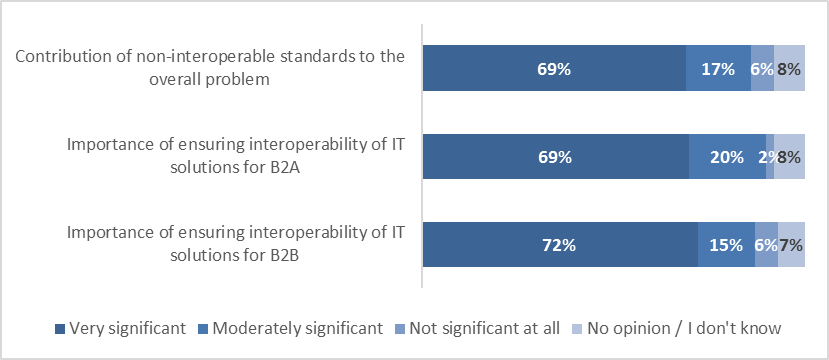 Contribution of non-interoperable standards to the
overall problem
69% 17% 6% 8%
Importance of ensuring interoperability of IT
solutions for B2A
69% 20% 2% 8%
Importance of ensuring interoperability of IT
solutions for B2B
72% 15% 6% 7%
Very significant Moderately significant Not significant at all No opinion / I don't know